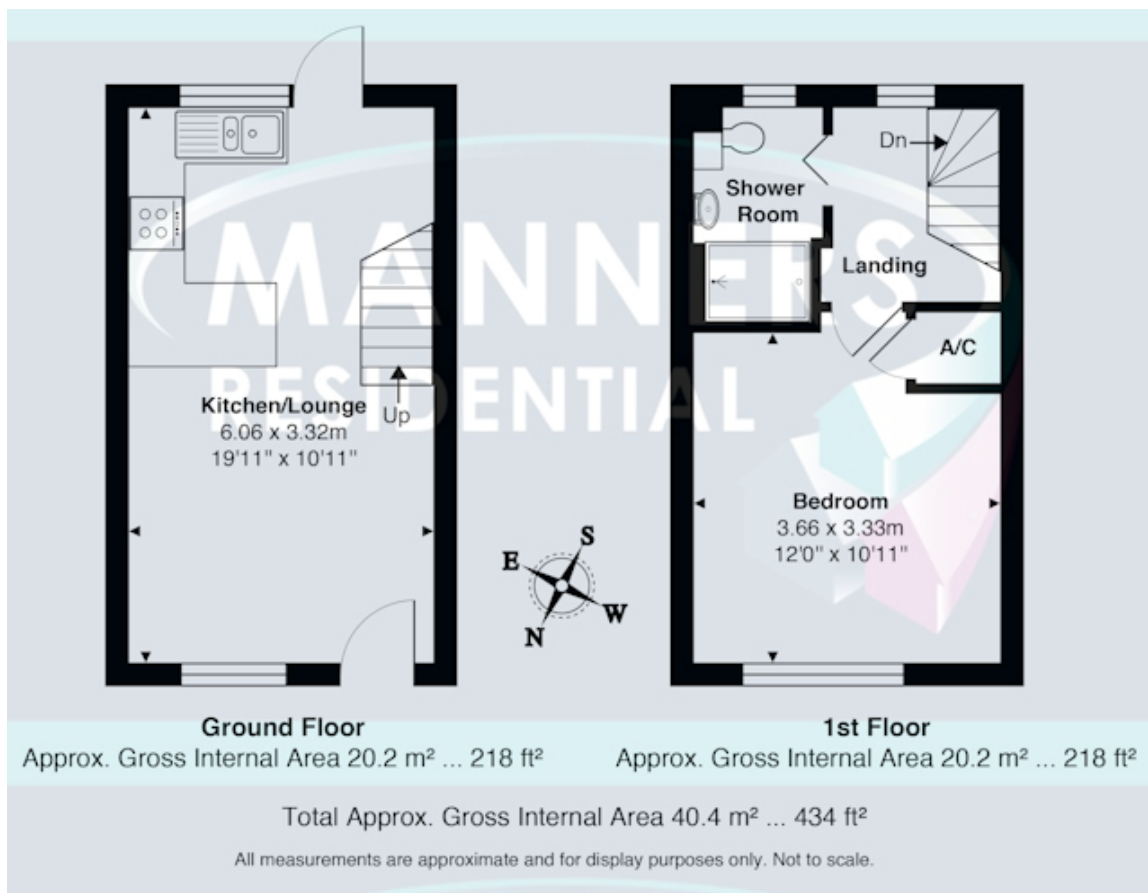 MANNERS
RESIDENTIAL
Kitchen/Lounge
6.06 x 3.32m
19'11" x 10'11"
Up
Ground Floor
Approx. Gross Internal Area 20.2 m² ... 218 ft²
S
E
W
N
Dn
Shower
Room
Landing
A/C
Bedroom
3.66 x 3.33m
12'0" x 10'11"
1st Floor
Approx. Gross Internal Area 20.2 m² ... 218 ft²
Total Approx. Gross Internal Area 40.4 m² ... 434 ft²
All measurements are approximate and for display purposes only. Not to scale.